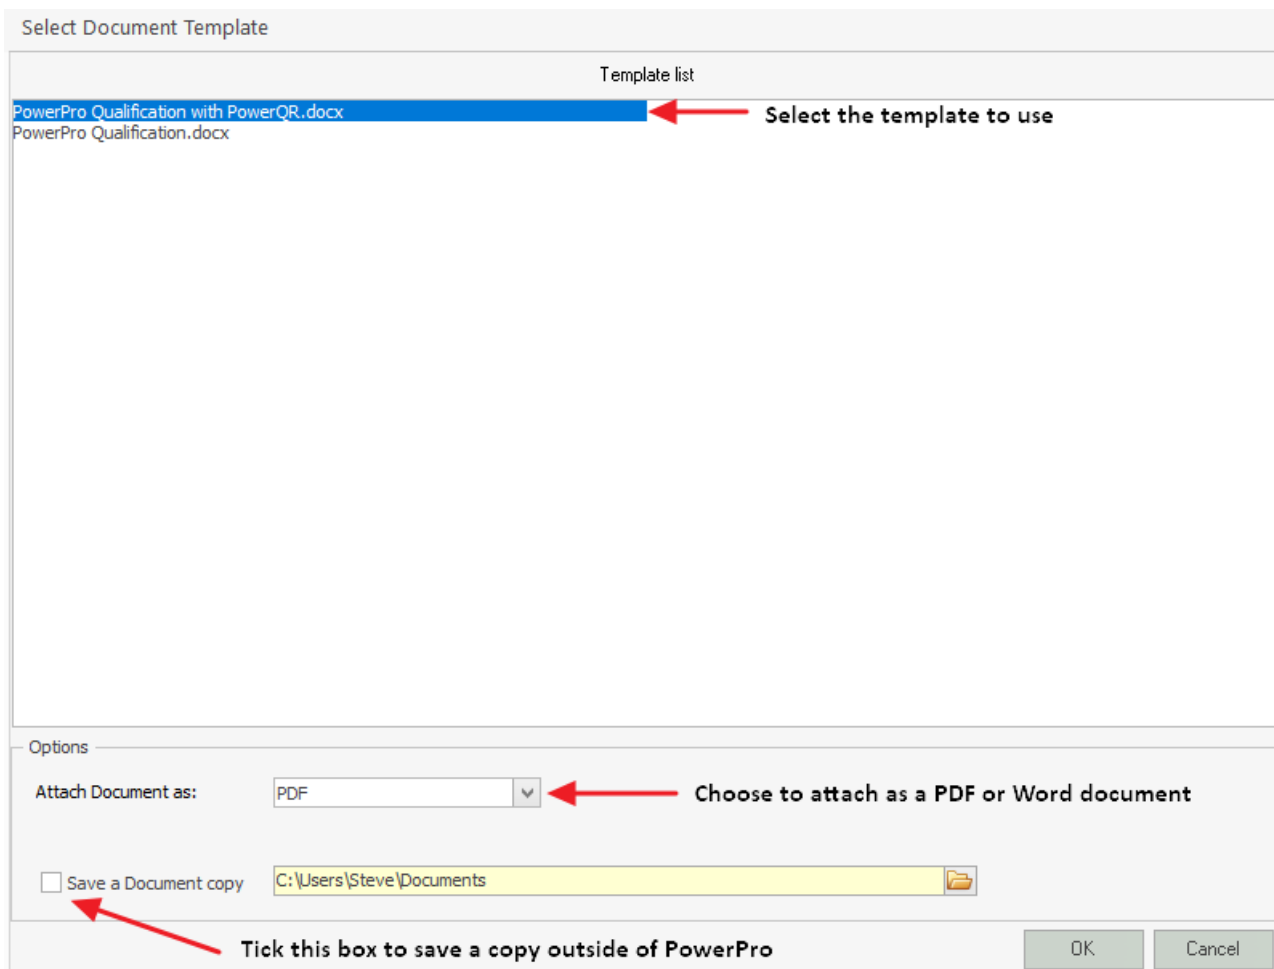 Select Document Template
Template list
PowerPro Qualification with PowerQR.docx
Select the template to use
PowerPro Qualification.docx
Options
Attach Document as:
PDF
Choose to attach as a PDF or Word document
Save a Document copy
C:\Users\Steve\Documents
Tick this box to save a copy outside of PowerPro
OK
Cancel